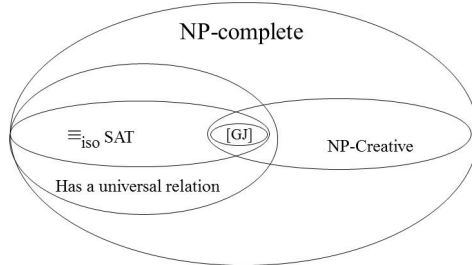 NP-complete
≡iso SAT
[GJ]
NP-Creative
Has a universal relation